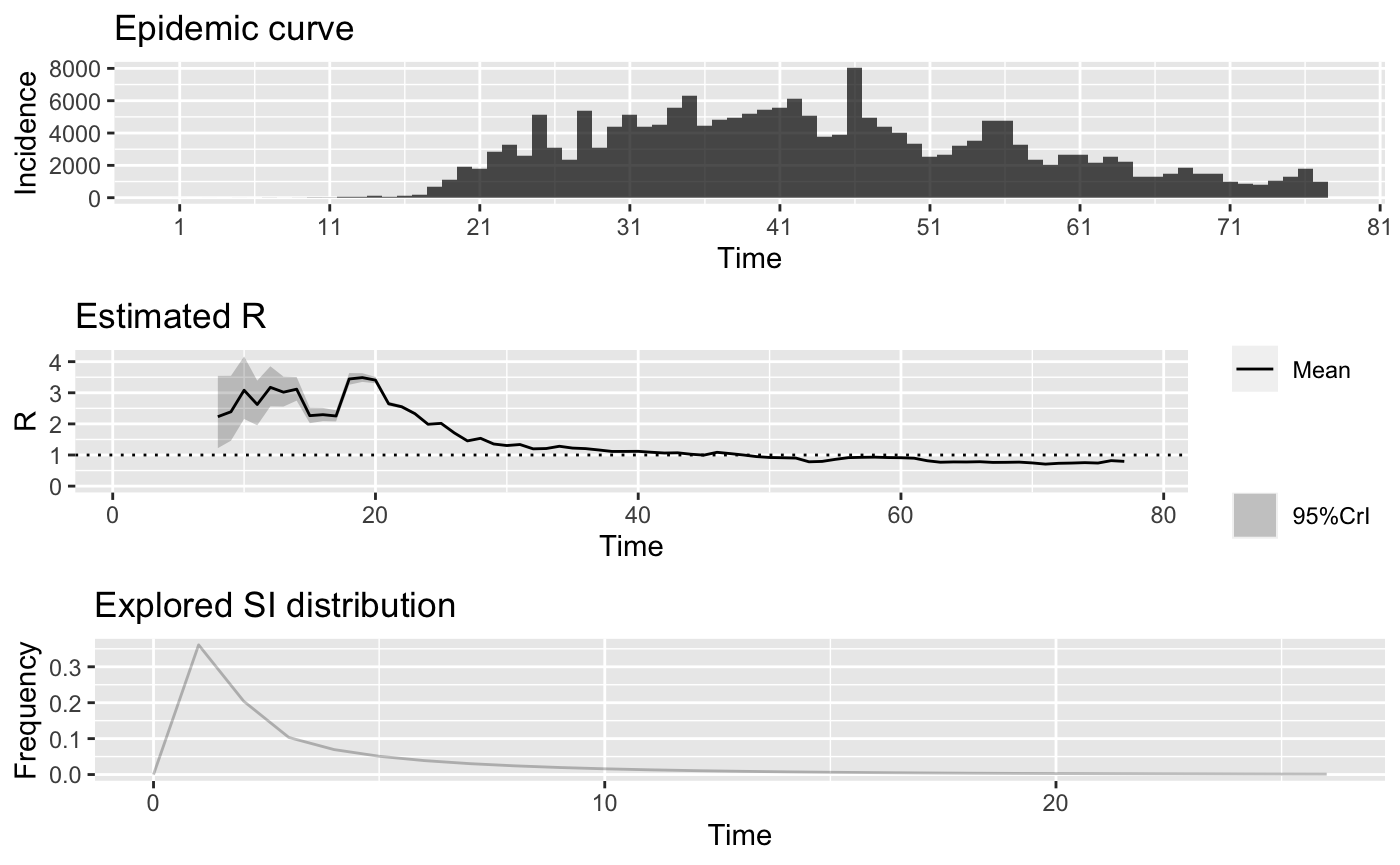 Epidemic curve
Incidence
8000
6000
4000
2000
0
1 11 21 31 41 51 61 71 81
Time
Estimated R
R
4
3
2
1
0
0 20 40 60 80
Time
Mean
95%CrI
Explored SI distribution
Frequency
0.3
0.2
0.1
0.0
0 10 20
Time